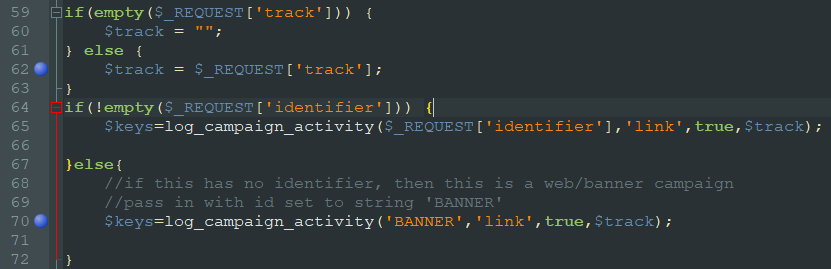 59 if(empty($_REQUEST['track'])) {
60     $track = "";
61 } else {
62     $track = $_REQUEST['track'];
63 }
64 if(!empty($_REQUEST['identifier'])) {
65     $keys=log_campaign_activity($_REQUEST['identifier'],'link',true,$track);
66
67 }else{
68     //if this has no identifier, then this is a web/banner campaign
69     //pass in with id set to string 'BANNER'
70     $keys=log_campaign_activity('BANNER','link',true,$track);
71
72 }